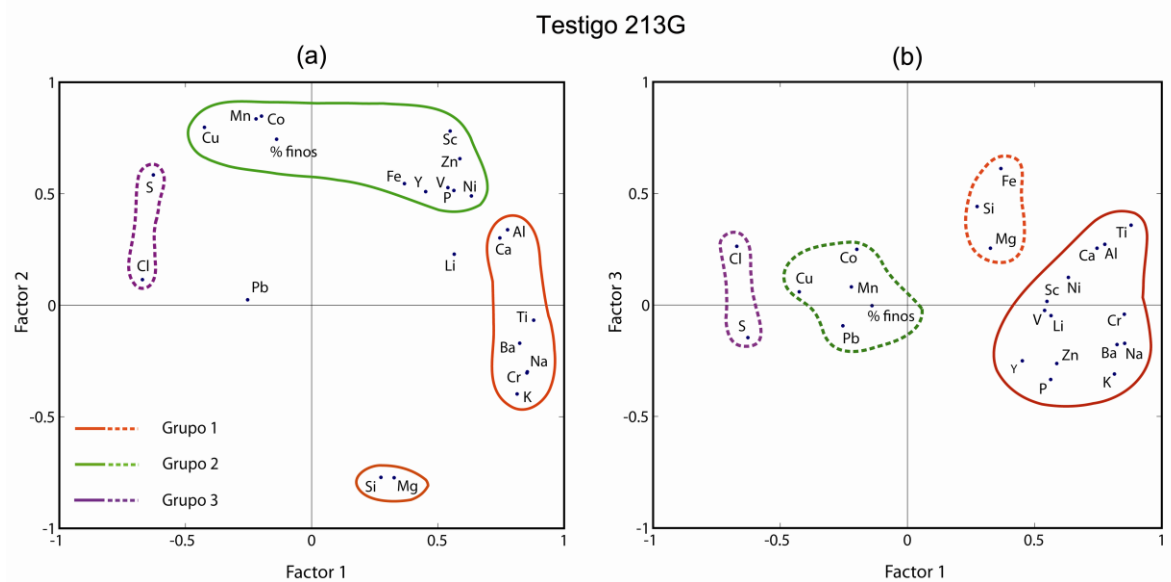 Testigo 213G
(a)
1
Mn
Co
Cu
% finos
Sc
Zn
S
0.5
Fe
Y
V
P
Ni
Al
Ca
Li
Cl
Pb
0
Ti
Ba
Na
Cr
K
-0.5
Grupo 1
Grupo 2
Grupo 3
Si
Mg
-1
-1
-0.5
0
0.5
1
Factor 2
Factor 1
(b)
1
Fe
0.5
Si
Mg
Ti
Cl
Co
Ca
Al
Ni
Cu
Mn
Sc
0
% finos
V
Li
Cr
Pb
S
Ba
Na
Y
Zn
P
K
-0.5
-1
-1
-0.5
0
0.5
1
Factor 3
Factor 1